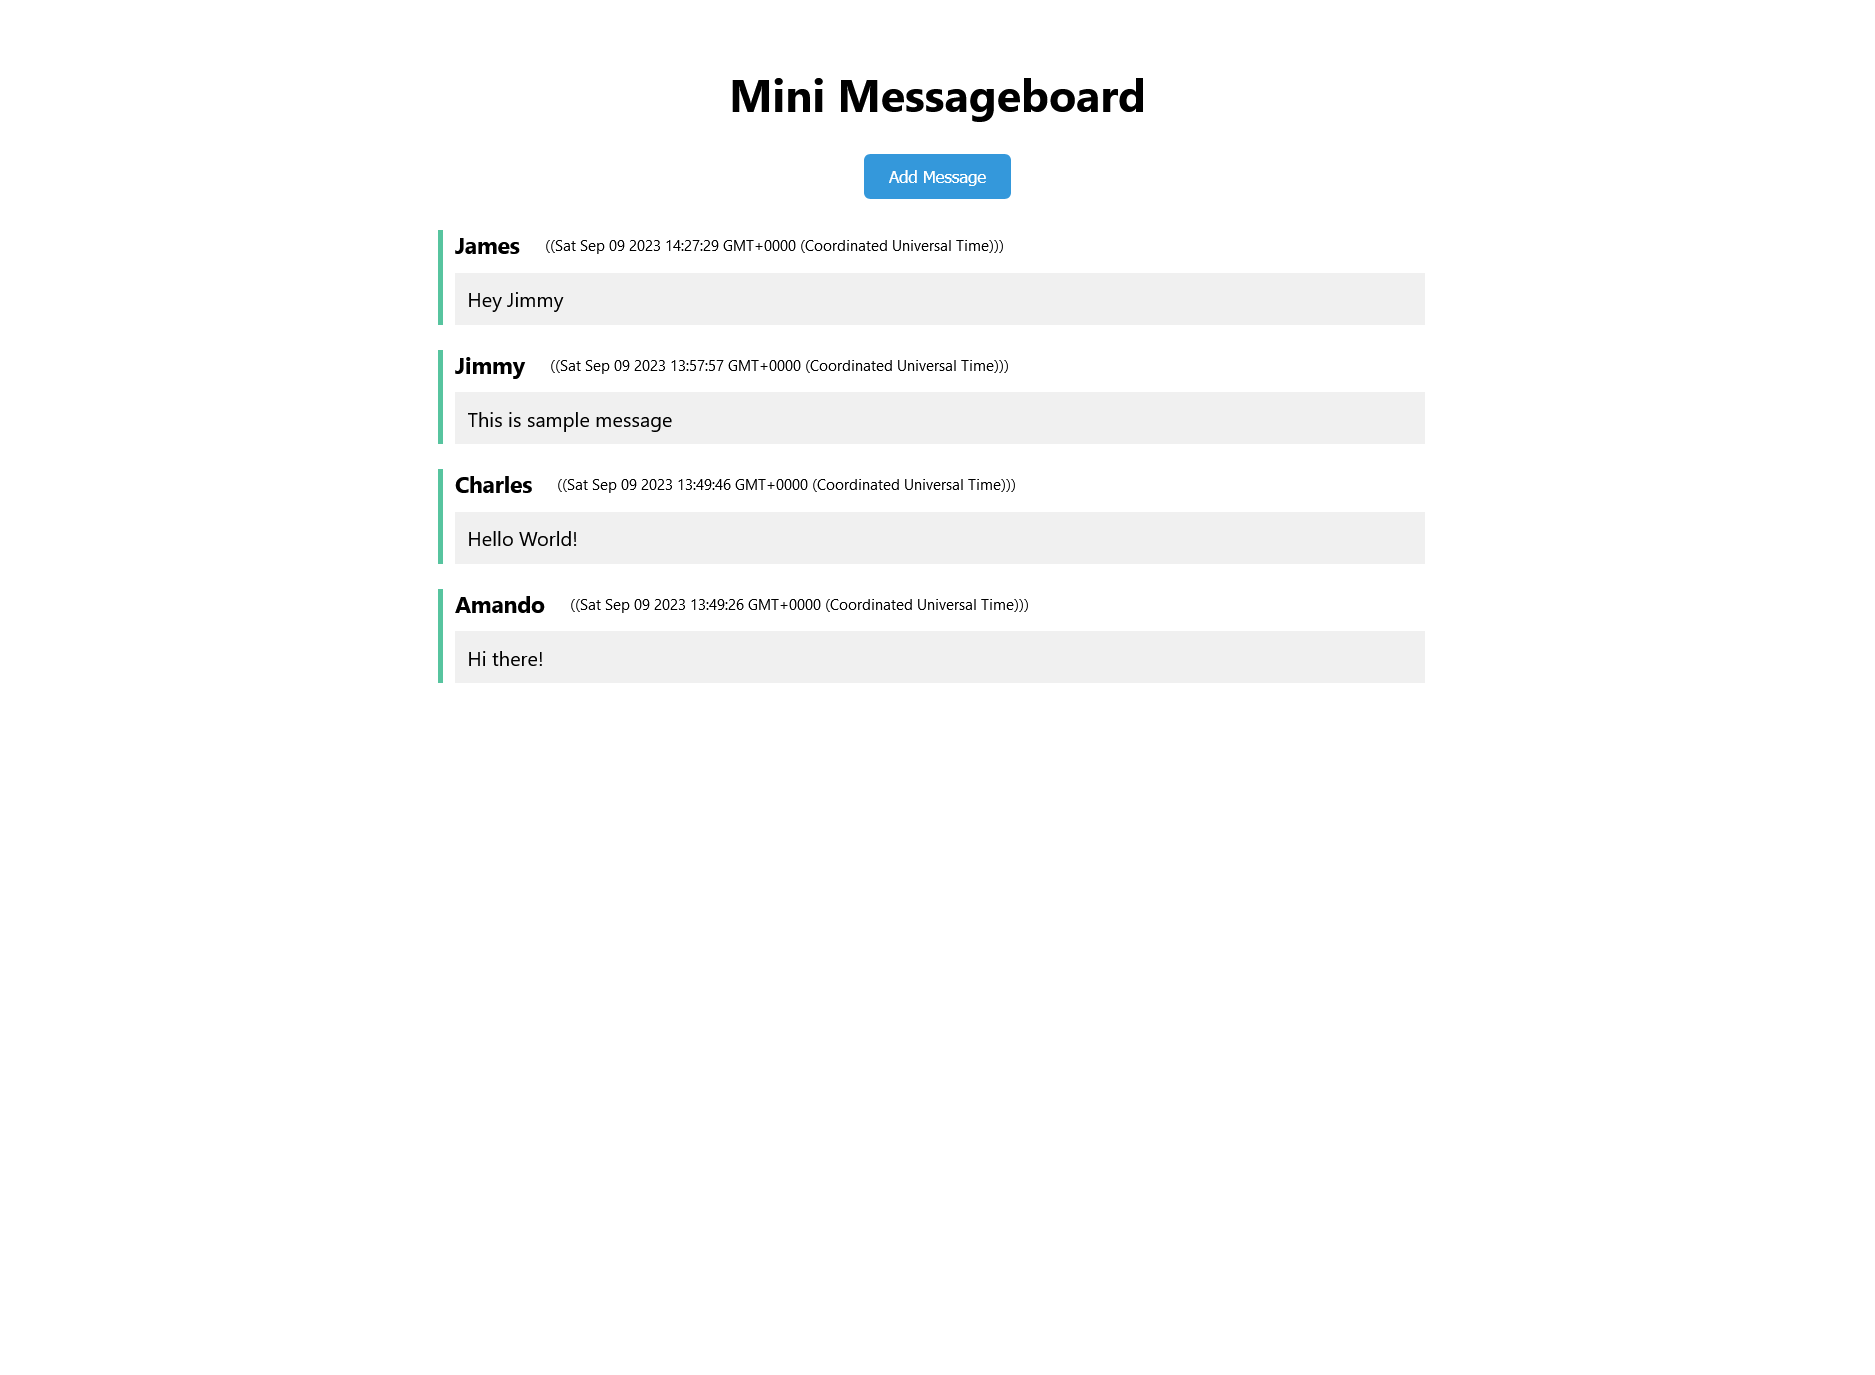 Mini Messageboard
Add Message
James ((Sat Sep 09 2023 14:27:29 GMT+0000 (Coordinated Universal Time)))
Hey Jimmy
Jimmy ((Sat Sep 09 2023 13:57:57 GMT+0000 (Coordinated Universal Time)))
This is sample message
Charles ((Sat Sep 09 2023 13:49:46 GMT+0000 (Coordinated Universal Time)))
Hello World!
Amando ((Sat Sep 09 2023 13:49:26 GMT+0000 (Coordinated Universal Time)))
Hi there!